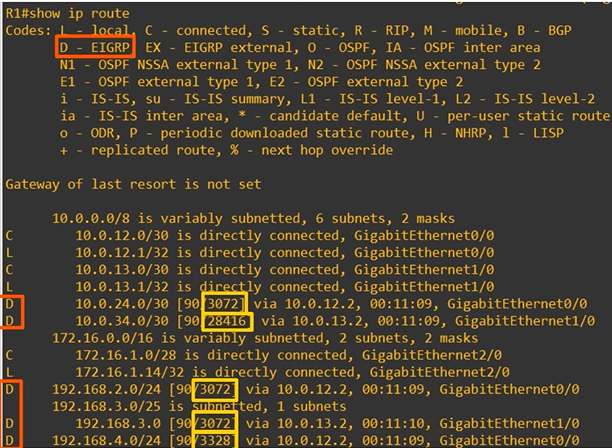 R1#show ip route
Codes: L - local, C - connected, S - static, R - RIP, M - mobile, B - BGP
D - EIGRP, EX - EIGRP external, O - OSPF, IA - OSPF inter area
N1 - OSPF NSSA external type 1, N2 - OSPF NSSA external type 2
E1 - OSPF external type 1, E2 - OSPF external type 2
i - IS-IS, su - IS-IS summary, L1 - IS-IS level-1, L2 - IS-IS level-2
ia - IS-IS inter area, * - candidate default, U - per-user static route
o - ODR, P - periodic downloaded static route, H - NHRP, l - LISP
+ - replicated route, % - next hop override
Gateway of last resort is not set
10.0.0.0/8 is variably subnetted, 6 subnets, 2 masks
C 10.0.12.0/30 is directly connected, GigabitEthernet0/0
L 10.0.12.1/32 is directly connected, GigabitEthernet0/0
C 10.0.13.0/30 is directly connected, GigabitEthernet1/0
L 10.0.13.1/32 is directly connected, GigabitEthernet1/0
D 10.0.24.0/30 [90/3072] via 10.0.12.2, 00:11:09, GigabitEthernet0/0
D 10.0.34.0/30 [90/28416] via 10.0.13.2, 00:11:09, GigabitEthernet1/0
172.16.0.0/16 is variably subnetted, 2 subnets, 2 masks
C 172.16.1.0/28 is directly connected, GigabitEthernet2/0
L 172.16.1.14/32 is directly connected, GigabitEthernet2/0
D 192.168.2.0/24 [90/3072] via 10.0.12.2, 00:11:09, GigabitEthernet0/0
192.168.3.0/25 is subnetted, 1 subnets
D 192.168.3.0 [90/3072] via 10.0.13.2, 00:11:10, GigabitEthernet1/0
D 192.168.4.0/24 [90/3328] via 10.0.12.2, 00:11:09, GigabitEthernet0/0